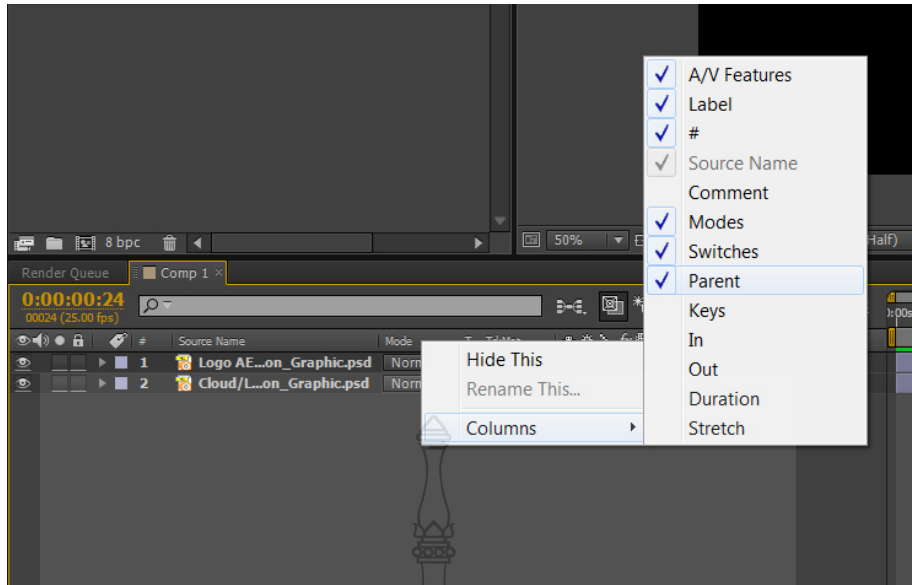 A/V Features
Label
#
Source Name
Comment
Modes
Switches
Parent
Keys
In
Out
Duration
Stretch
8 bpc
50%
Half)
Render Queue
Comp 1 ×
0:00:00:24
00024 (25.00 fps)
# Source Name Mode T
1 Logo AE...on_Graphic.psd Norm
2 Cloud/L...on_Graphic.psd Norm
Hide This
Rename This...
Columns